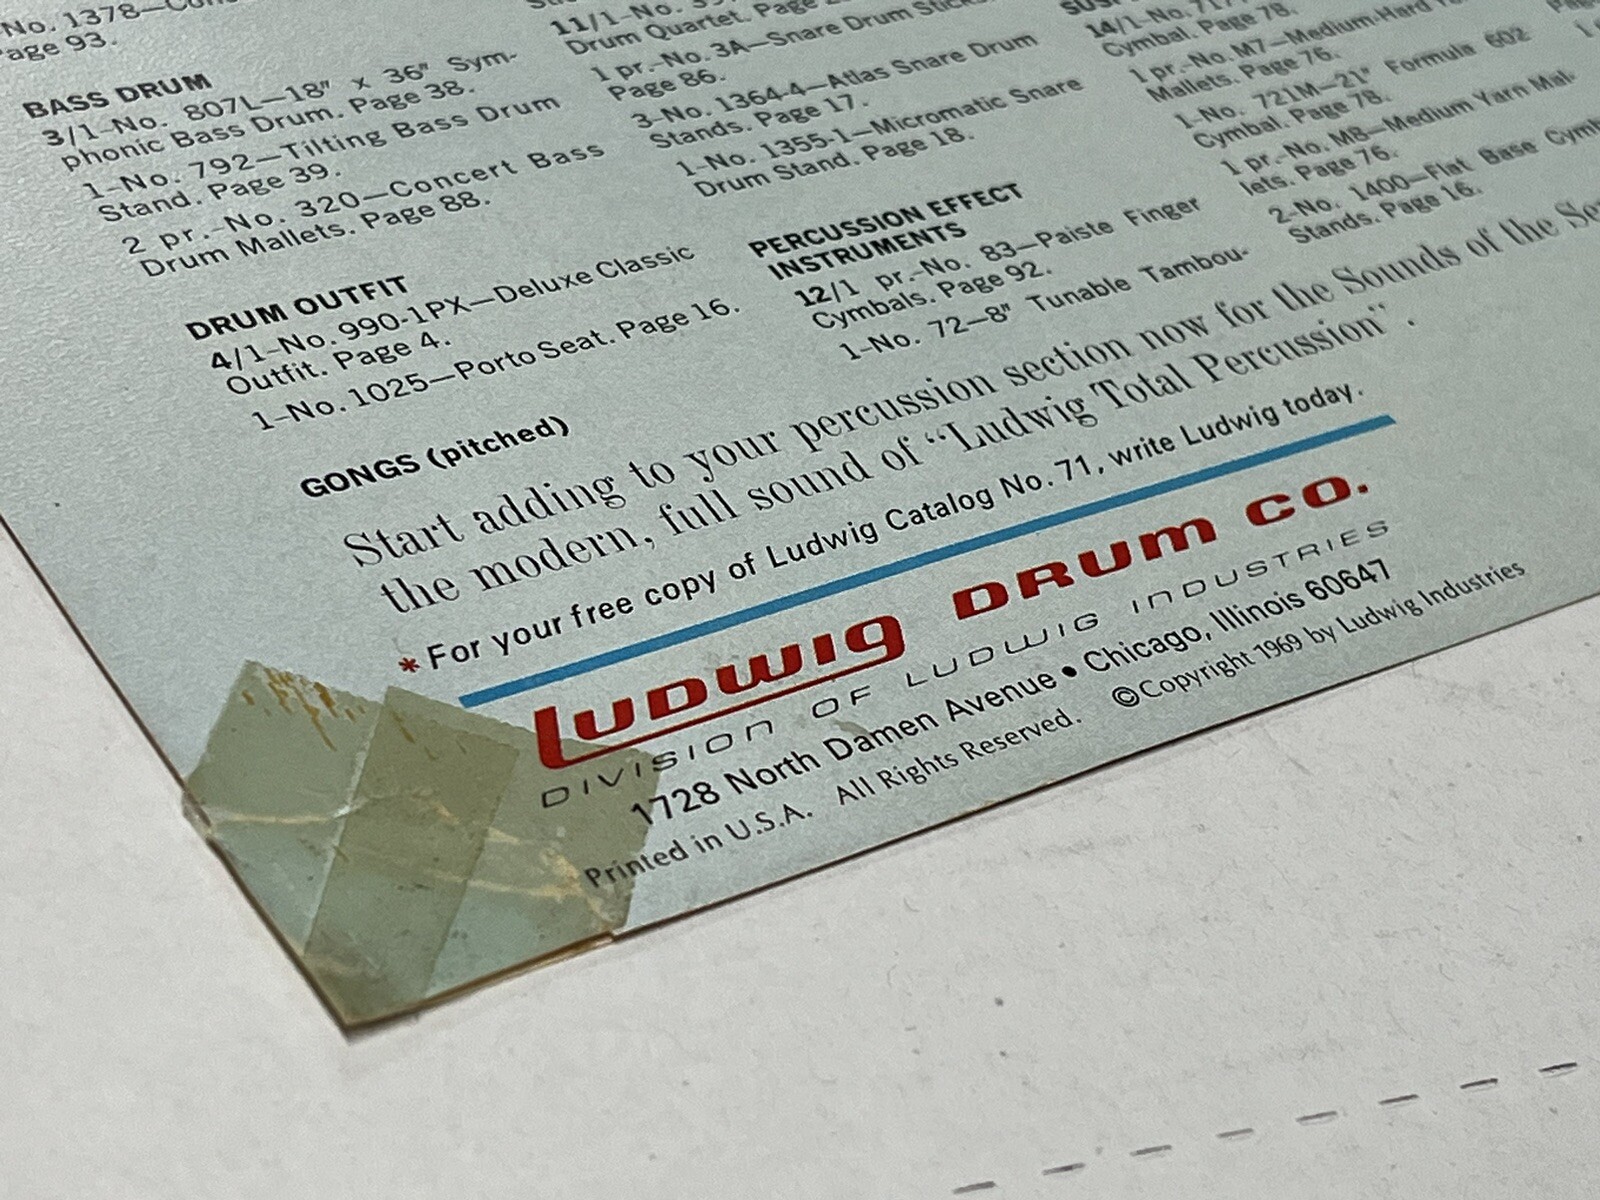 No. 1378—
Page 93.
BASS DRUM
3/1-No. 807L—18" x 36" Sym-
phonic Bass Drum. Page 38.
1-No. 792—Tilting Bass Drum
Stand. Page 39.
2 pr.-No. 320—Concert Bass
Drum Mallets. Page 88.
DRUM OUTFIT
4/1-No. 990-1PX—Deluxe Classic
Outfit. Page 4.
1-No. 1025—Porto Seat. Page 16.
GONGS (pitched)
11/1-No.
Drum Quartet. Page
1 pr.-No. 3A—Snare Drum Sticks.
Page 86.
3-No. 1364-4—Atlas Snare Drum
Stands. Page 17.
1-No. 1355-1—Micromatic Snare
Drum Stand. Page 18.
PERCUSSION EFFECT
INSTRUMENTS
12/1 pr.-No. 83—Paiste Finger
Cymbals. Page 92.
1-No. 72—8" Tunable Tambou-
14/1-No. 717
Cymbal. Page 78.
1 pr.-No. M7—Medium-Hard
Mallets. Page 76.
1-No. 721M—21" Formula 602
Cymbal. Page 78.
1 pr.-No. M8—Medium Yarn Mal-
lets. Page 76.
2-No. 1400—Flat Base Cymb
Stands. Page 16.
Start adding to your percussion section now for the Sounds of the Se
the modern, full sound of "Ludwig Total Percussion".
* For your free copy of Ludwig Catalog No. 71, write Ludwig today.
Ludwig DRUM CO.
DIVISION OF LUDWIG INDUSTRIES
1728 North Damen Avenue • Chicago, Illinois 60647
Printed in U.S.A. All Rights Reserved. ©Copyright 1969 by Ludwig Industries